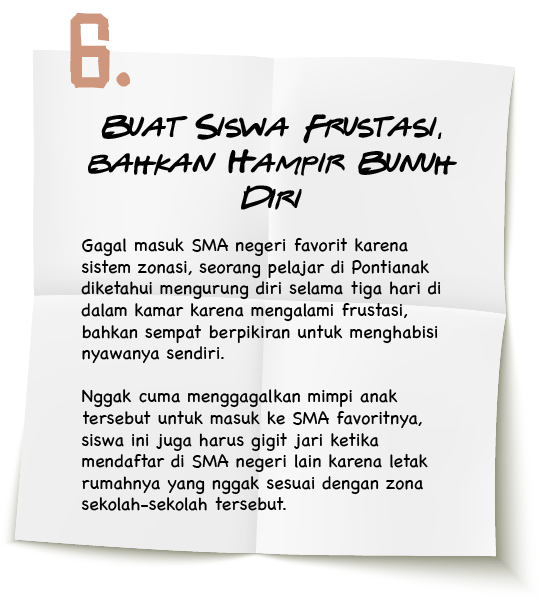 6.
Buat Siswa Frustasi,
bahkan Hampir Bunuh
Diri
Gagal masuk SMA negeri favorit karena
sistem zonasi, seorang pelajar di Pontianak
diketahui mengurung diri selama tiga hari di
dalam kamar karena mengalami frustasi,
bahkan sempat berpikiran untuk menghabisi
nyawanya sendiri.
Nggak cuma menggagalkan mimpi anak
tersebut untuk masuk ke SMA favoritnya,
siswa ini juga harus gigit jari ketika
mendaftar di SMA negeri lain karena letak
rumahnya yang nggak sesuai dengan zona
sekolah-sekolah tersebut.